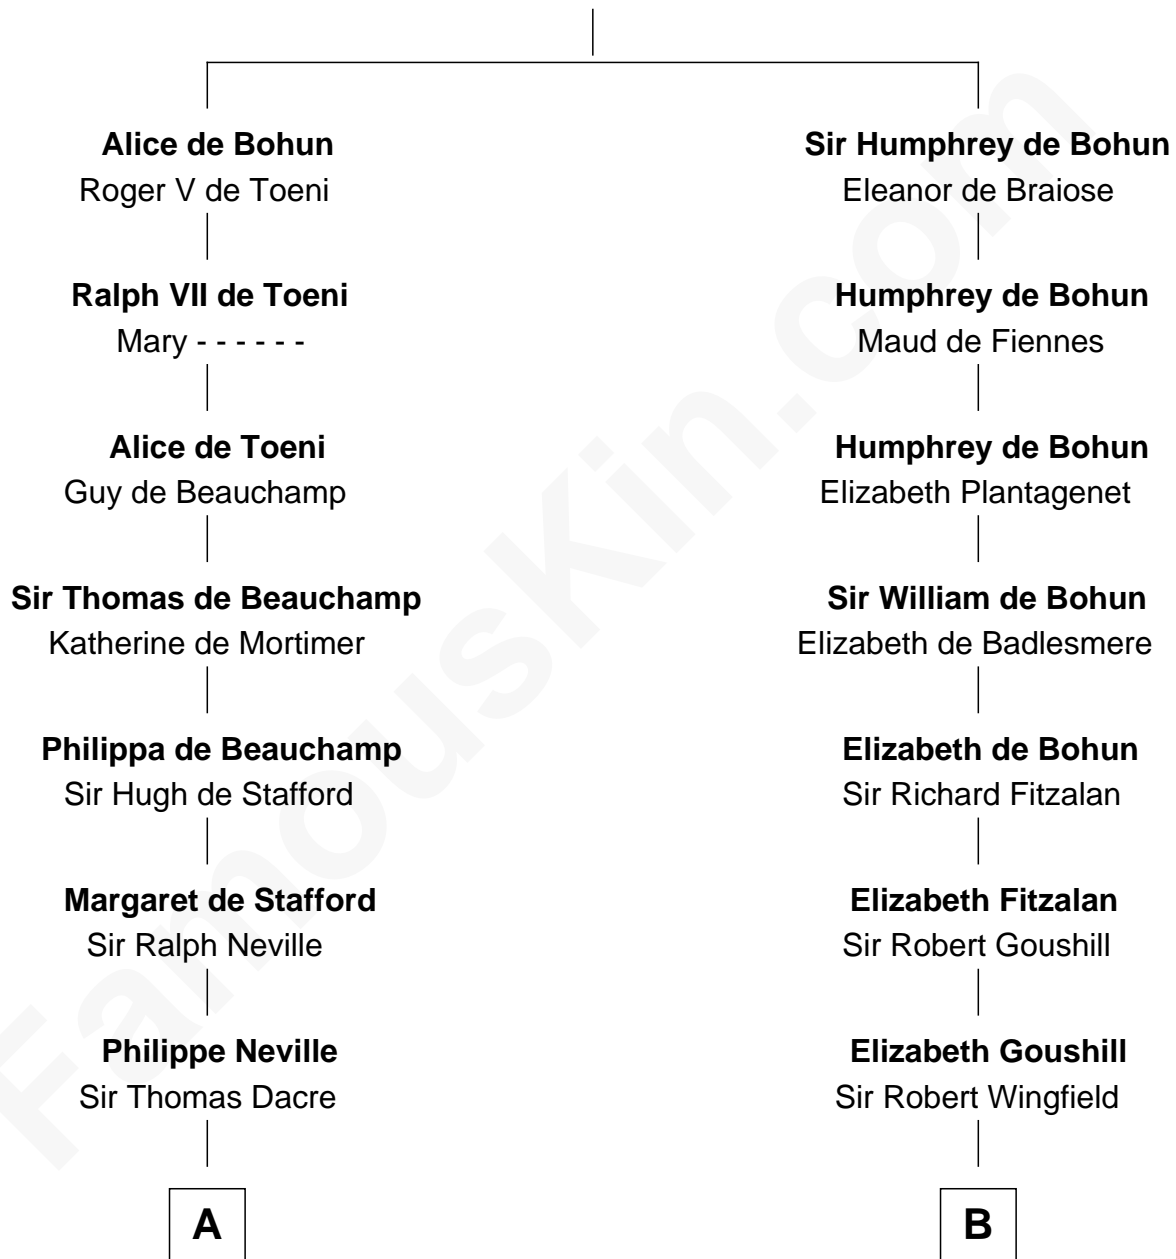 Alice de Bohun
Roger V de Toeni
Ralph VII de Toeni
Mary - - - - - -
Alice de Toeni
Guy de Beauchamp
Sir Thomas de Beauchamp
Katherine de Mortimer
Philippa de Beauchamp
Sir Hugh de Stafford
Margaret de Stafford
Sir Ralph Neville
Philippe Neville
Sir Thomas Dacre
A
Sir Humphrey de Bohun
Eleanor de Braiose
Humphrey de Bohun
Maud de Fiennes
Humphrey de Bohun
Elizabeth Plantagenet
Sir William de Bohun
Elizabeth de Badlesmere
Elizabeth de Bohun
Sir Richard Fitzalan
Elizabeth Fitzalan
Sir Robert Goushill
Elizabeth Goushill
Sir Robert Wingfield
B
FamousKin.com